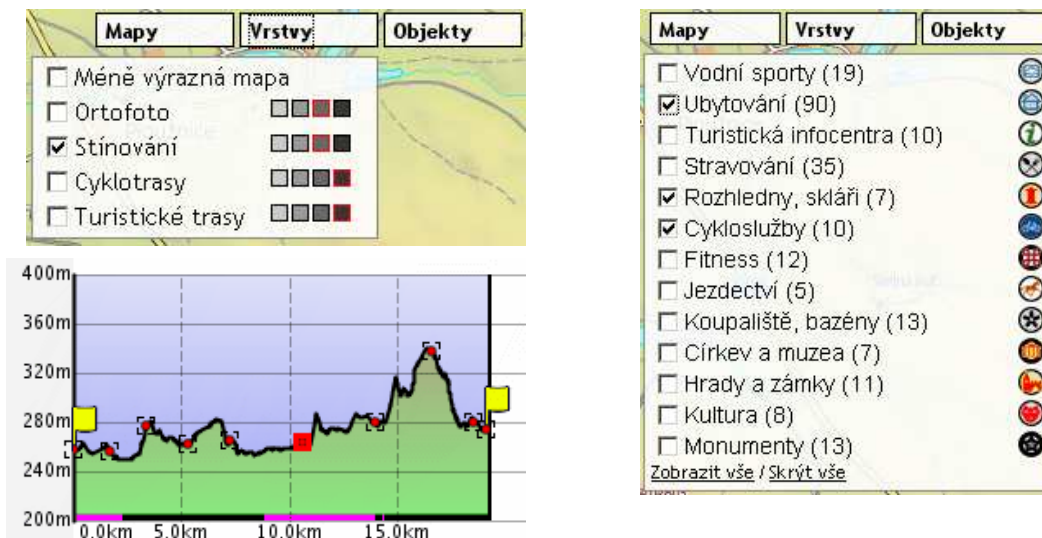 Mapy Vrstvy Objekty
Méně výrazná mapa
Ortofoto
Stínování
Cyklotrasy
Turistické trasy
400m
360m
320m
280m
240m
200m
0.0km 5.0km 10.0km 15.0km
Mapy Vrstvy Objekty
Vodní sporty (19)
Ubytování (90)
Turistická infocentra (10)
Stravování (35)
Rozhledny, skláři (7)
Cykloslužby (10)
Fitness (12)
Jezdectví (5)
Koupaliště, bazény (13)
Církev a muzea (7)
Hrady a zámky (11)
Kultura (8)
Monumenty (13)
Zobrazit vše / Skrýt vše